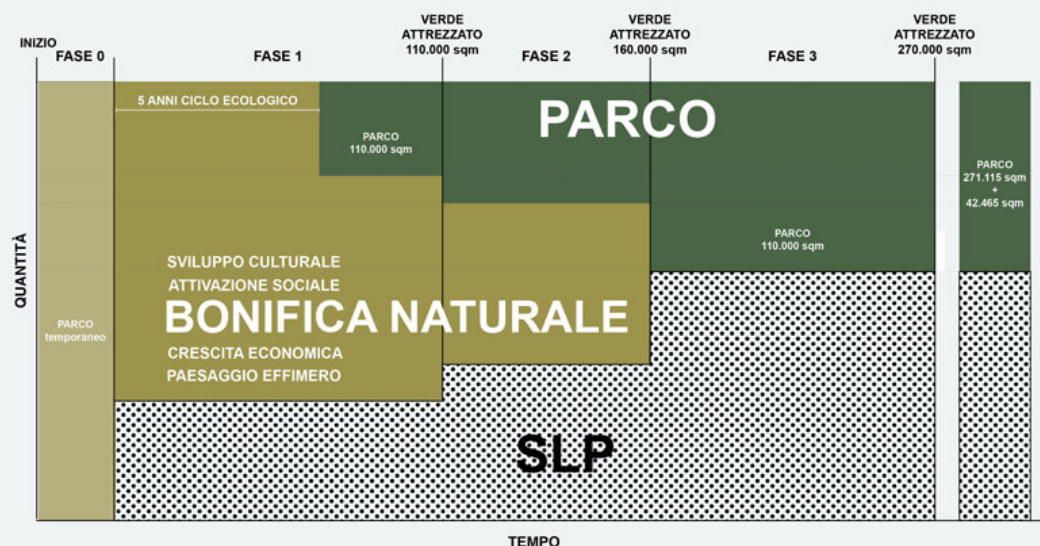 VERDE
ATTREZZATO
110.000 sqm
VERDE
ATTREZZATO
160.000 sqm
VERDE
ATTREZZATO
270.000 sqm
INIZIO
FASE 0
FASE 1
FASE 2
FASE 3
5 ANNI CICLO ECOLOGICO
PARCO
110.000 sqm
PARCO
PARCO
271.115 sqm
+
42.465 sqm
PARCO
110.000 sqm
QUANTITÀ
SVILUPPO CULTURALE
ATTIVAZIONE SOCIALE
BONIFICA NATURALE
CRESCITA ECONOMICA
PAESAGGIO EFFIMERO
PARCO
temporaneo
SLP
TEMPO